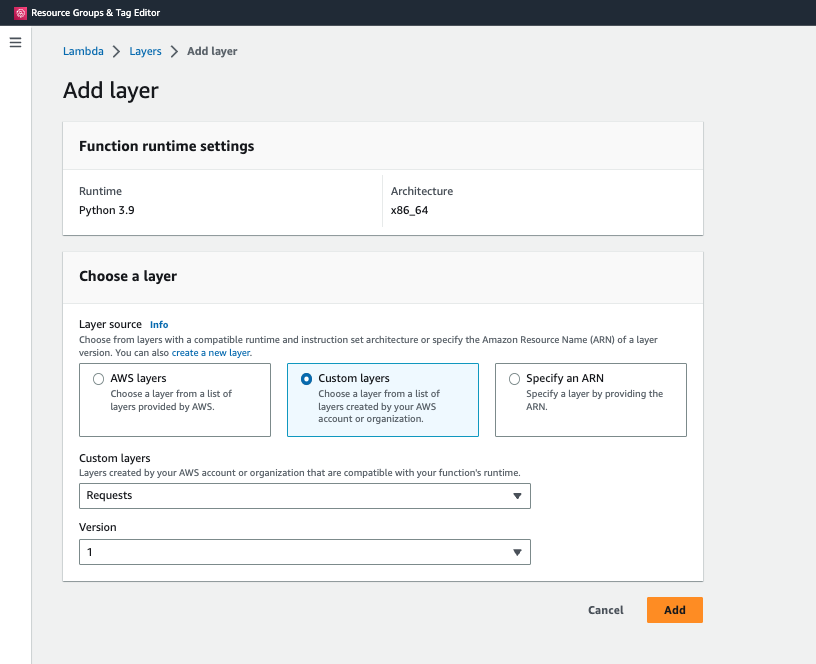 Resource Groups & Tag Editor
Lambda > Layers > Add layer
Add layer
Function runtime settings
Runtime
Python 3.9
Architecture
x86_64
Choose a layer
Layer source Info
Choose from layers with a compatible runtime and instruction set architecture or specify the Amazon Resource Name (ARN) of a layer
version. You can also create a new layer.
AWS layers
Choose a layer from a list of
layers provided by AWS.
Custom layers
Choose a layer from a list of
layers created by your AWS
account or organization.
Specify an ARN
Specify a layer by providing the
ARN.
Custom layers
Layers created by your AWS account or organization that are compatible with your function's runtime.
Requests
Version
1
Cancel
Add